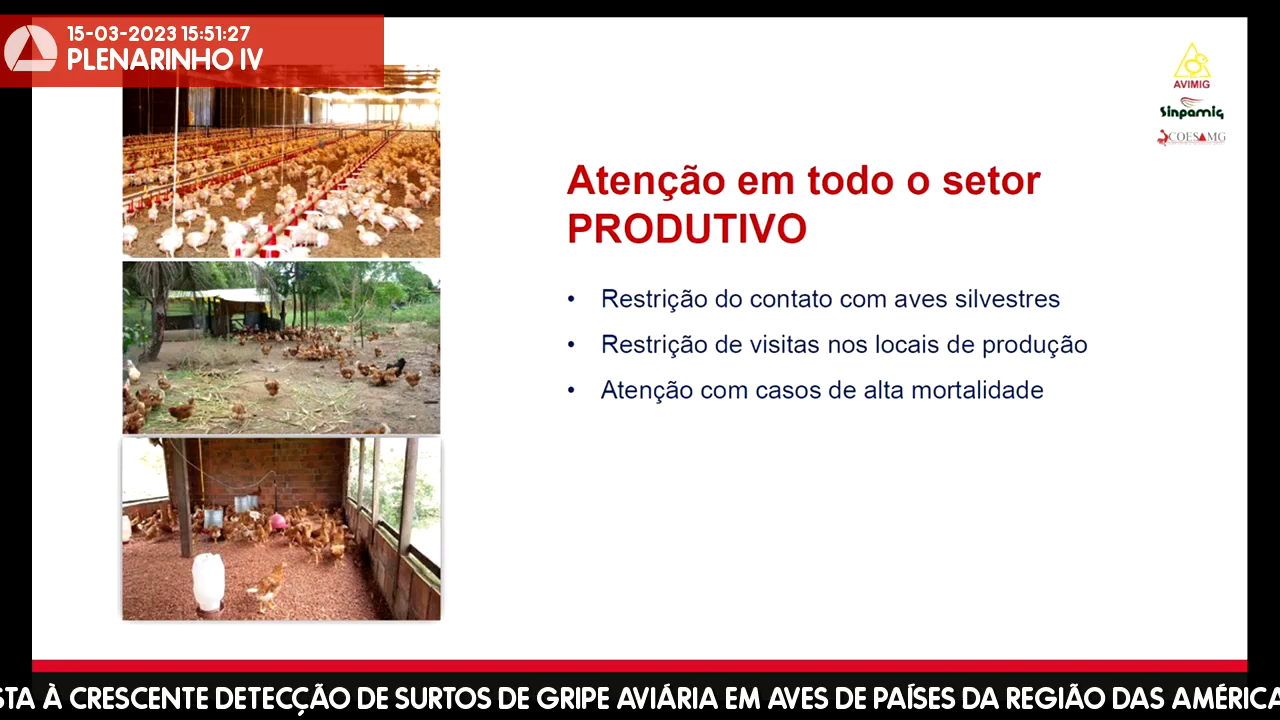 15-03-2023 15:51:27
PLENARINHO IV
AVIMIG
Sinpamig
COESAMG
Atenção em todo o setor
PRODUTIVO
• Restrição do contato com aves silvestres
• Restrição de visitas nos locais de produção
• Atenção com casos de alta mortalidade
STA À CRESCENTE DETECÇÃO DE SURTOS DE GRIPE AVIÁRIA EM AVES DE PAÍSES DA REGIÃO DAS AMÉRICA